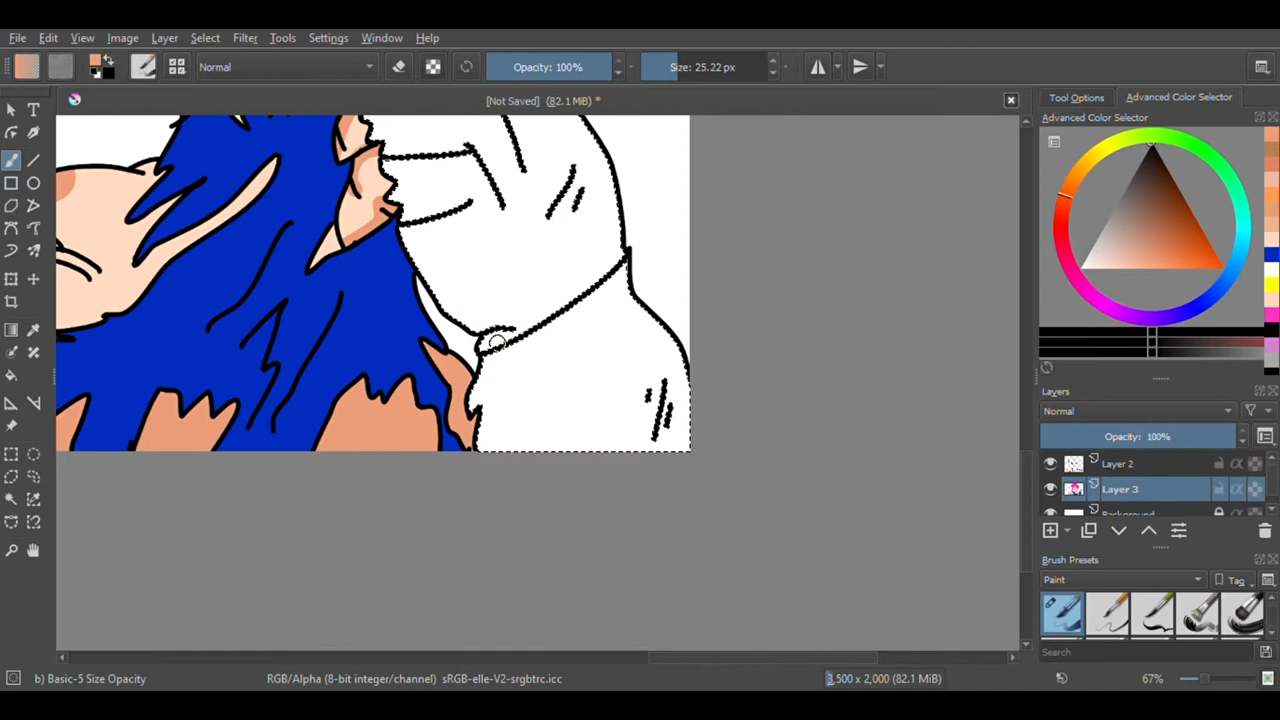 File Edit View Image Layer Select Filter Tools Settings Window Help
Normal Opacity: 100% Size: 25.22 px
[Not Saved] (82.1 MiB) *
Tool Options Advanced Color Selector
Advanced Color Selector
Layers
Normal
Opacity: 100%
Layer 2
Layer 3
Background
Brush Presets
Paint Tag
Search
b) Basic-5 Size Opacity RGB/Alpha (8-bit integer/channel) sRGB-elle-V2-srgbtrc.icc 3,500 x 2,000 (82.1 MiB) 67%